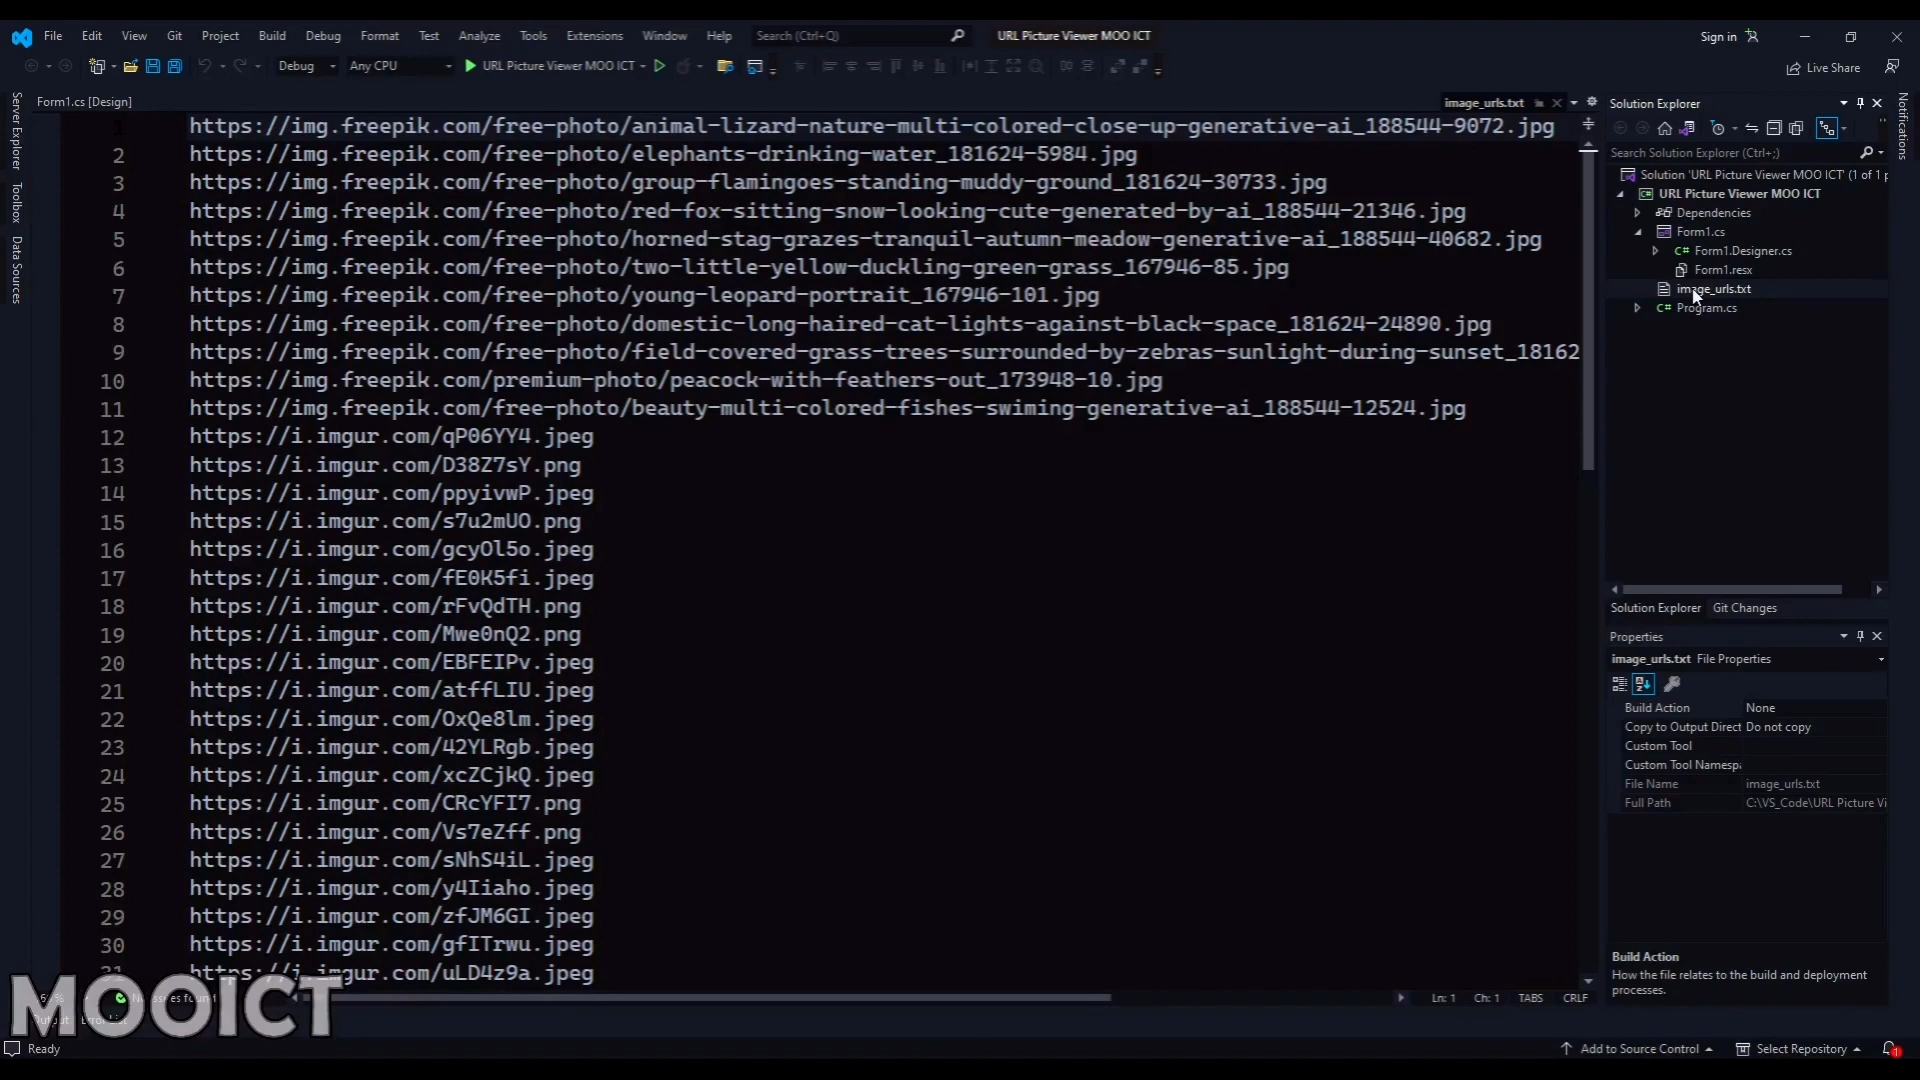 File Edit View Git Project Build Debug Format Test Analyze Tools Extensions Window Help Search (Ctrl+Q) URL Picture Viewer MOO ICT Sign in
Debug Any CPU URL Picture Viewer MOO ICT Live Share
Form1.cs [Design] image_urls.txt
Server Explorer
Toolbox
Data Sources
1 https://img.freepik.com/free-photo/animal-lizard-nature-multi-colored-close-up-generative-ai_188544-9072.jpg
2 https://img.freepik.com/free-photo/elephants-drinking-water_181624-5984.jpg
3 https://img.freepik.com/free-photo/group-flamingoes-standing-muddy-ground_181624-30733.jpg
4 https://img.freepik.com/free-photo/red-fox-sitting-snow-looking-cute-generated-by-ai_188544-21346.jpg
5 https://img.freepik.com/free-photo/horned-stag-grazes-tranquil-autumn-meadow-generative-ai_188544-40682.jpg
6 https://img.freepik.com/free-photo/two-little-yellow-duckling-green-grass_167946-85.jpg
7 https://img.freepik.com/free-photo/young-leopard-portrait_167946-101.jpg
8 https://img.freepik.com/free-photo/domestic-long-haired-cat-lights-against-black-space_181624-24890.jpg
9 https://img.freepik.com/free-photo/field-covered-grass-trees-surrounded-by-zebras-sunlight-during-sunset_18162
10 https://img.freepik.com/premium-photo/peacock-with-feathers-out_173948-10.jpg
11 https://img.freepik.com/free-photo/beauty-multi-colored-fishes-swiming-generative-ai_188544-12524.jpg
12 https://i.imgur.com/qP06YY4.jpeg
13 https://i.imgur.com/D38Z7sY.png
14 https://i.imgur.com/ppyivwP.jpeg
15 https://i.imgur.com/s7u2mUO.png
16 https://i.imgur.com/gcyOl5o.jpeg
17 https://i.imgur.com/fE0K5fi.jpeg
18 https://i.imgur.com/rFvQdTH.png
19 https://i.imgur.com/Mwe0nQ2.png
20 https://i.imgur.com/EBFEIPv.jpeg
21 https://i.imgur.com/atffLIU.jpeg
22 https://i.imgur.com/OxQe8lm.jpeg
23 https://i.imgur.com/42YLRgb.jpeg
24 https://i.imgur.com/xcZCjkQ.jpeg
25 https://i.imgur.com/CRcYFI7.png
26 https://i.imgur.com/Vs7eZff.png
27 https://i.imgur.com/sNhS4iL.jpeg
28 https://i.imgur.com/y4Iiaho.jpeg
29 https://i.imgur.com/zfJM6GI.jpeg
30 https://i.imgur.com/gfITrwu.jpeg
31 https://i.imgur.com/uLD4z9a.jpeg
Ln: 1 Ch: 1 TABS CRLF
MOOICT
Ready
Solution Explorer
Search Solution Explorer (Ctrl+;)
Solution 'URL Picture Viewer MOO ICT' (1 of 1 p
URL Picture Viewer MOO ICT
Dependencies
Form1.cs
Form1.Designer.cs
Form1.resx
image_urls.txt
Program.cs
Solution Explorer Git Changes
Properties
image_urls.txt File Properties
Build Action None
Copy to Output Direct Do not copy
Custom Tool
Custom Tool Namesp
File Name image_urls.txt
Full Path C:\VS_Code\URL Picture Vi
Build Action
How the file relates to the build and deployment
processes.
Add to Source Control Select Repository 1
Notifications